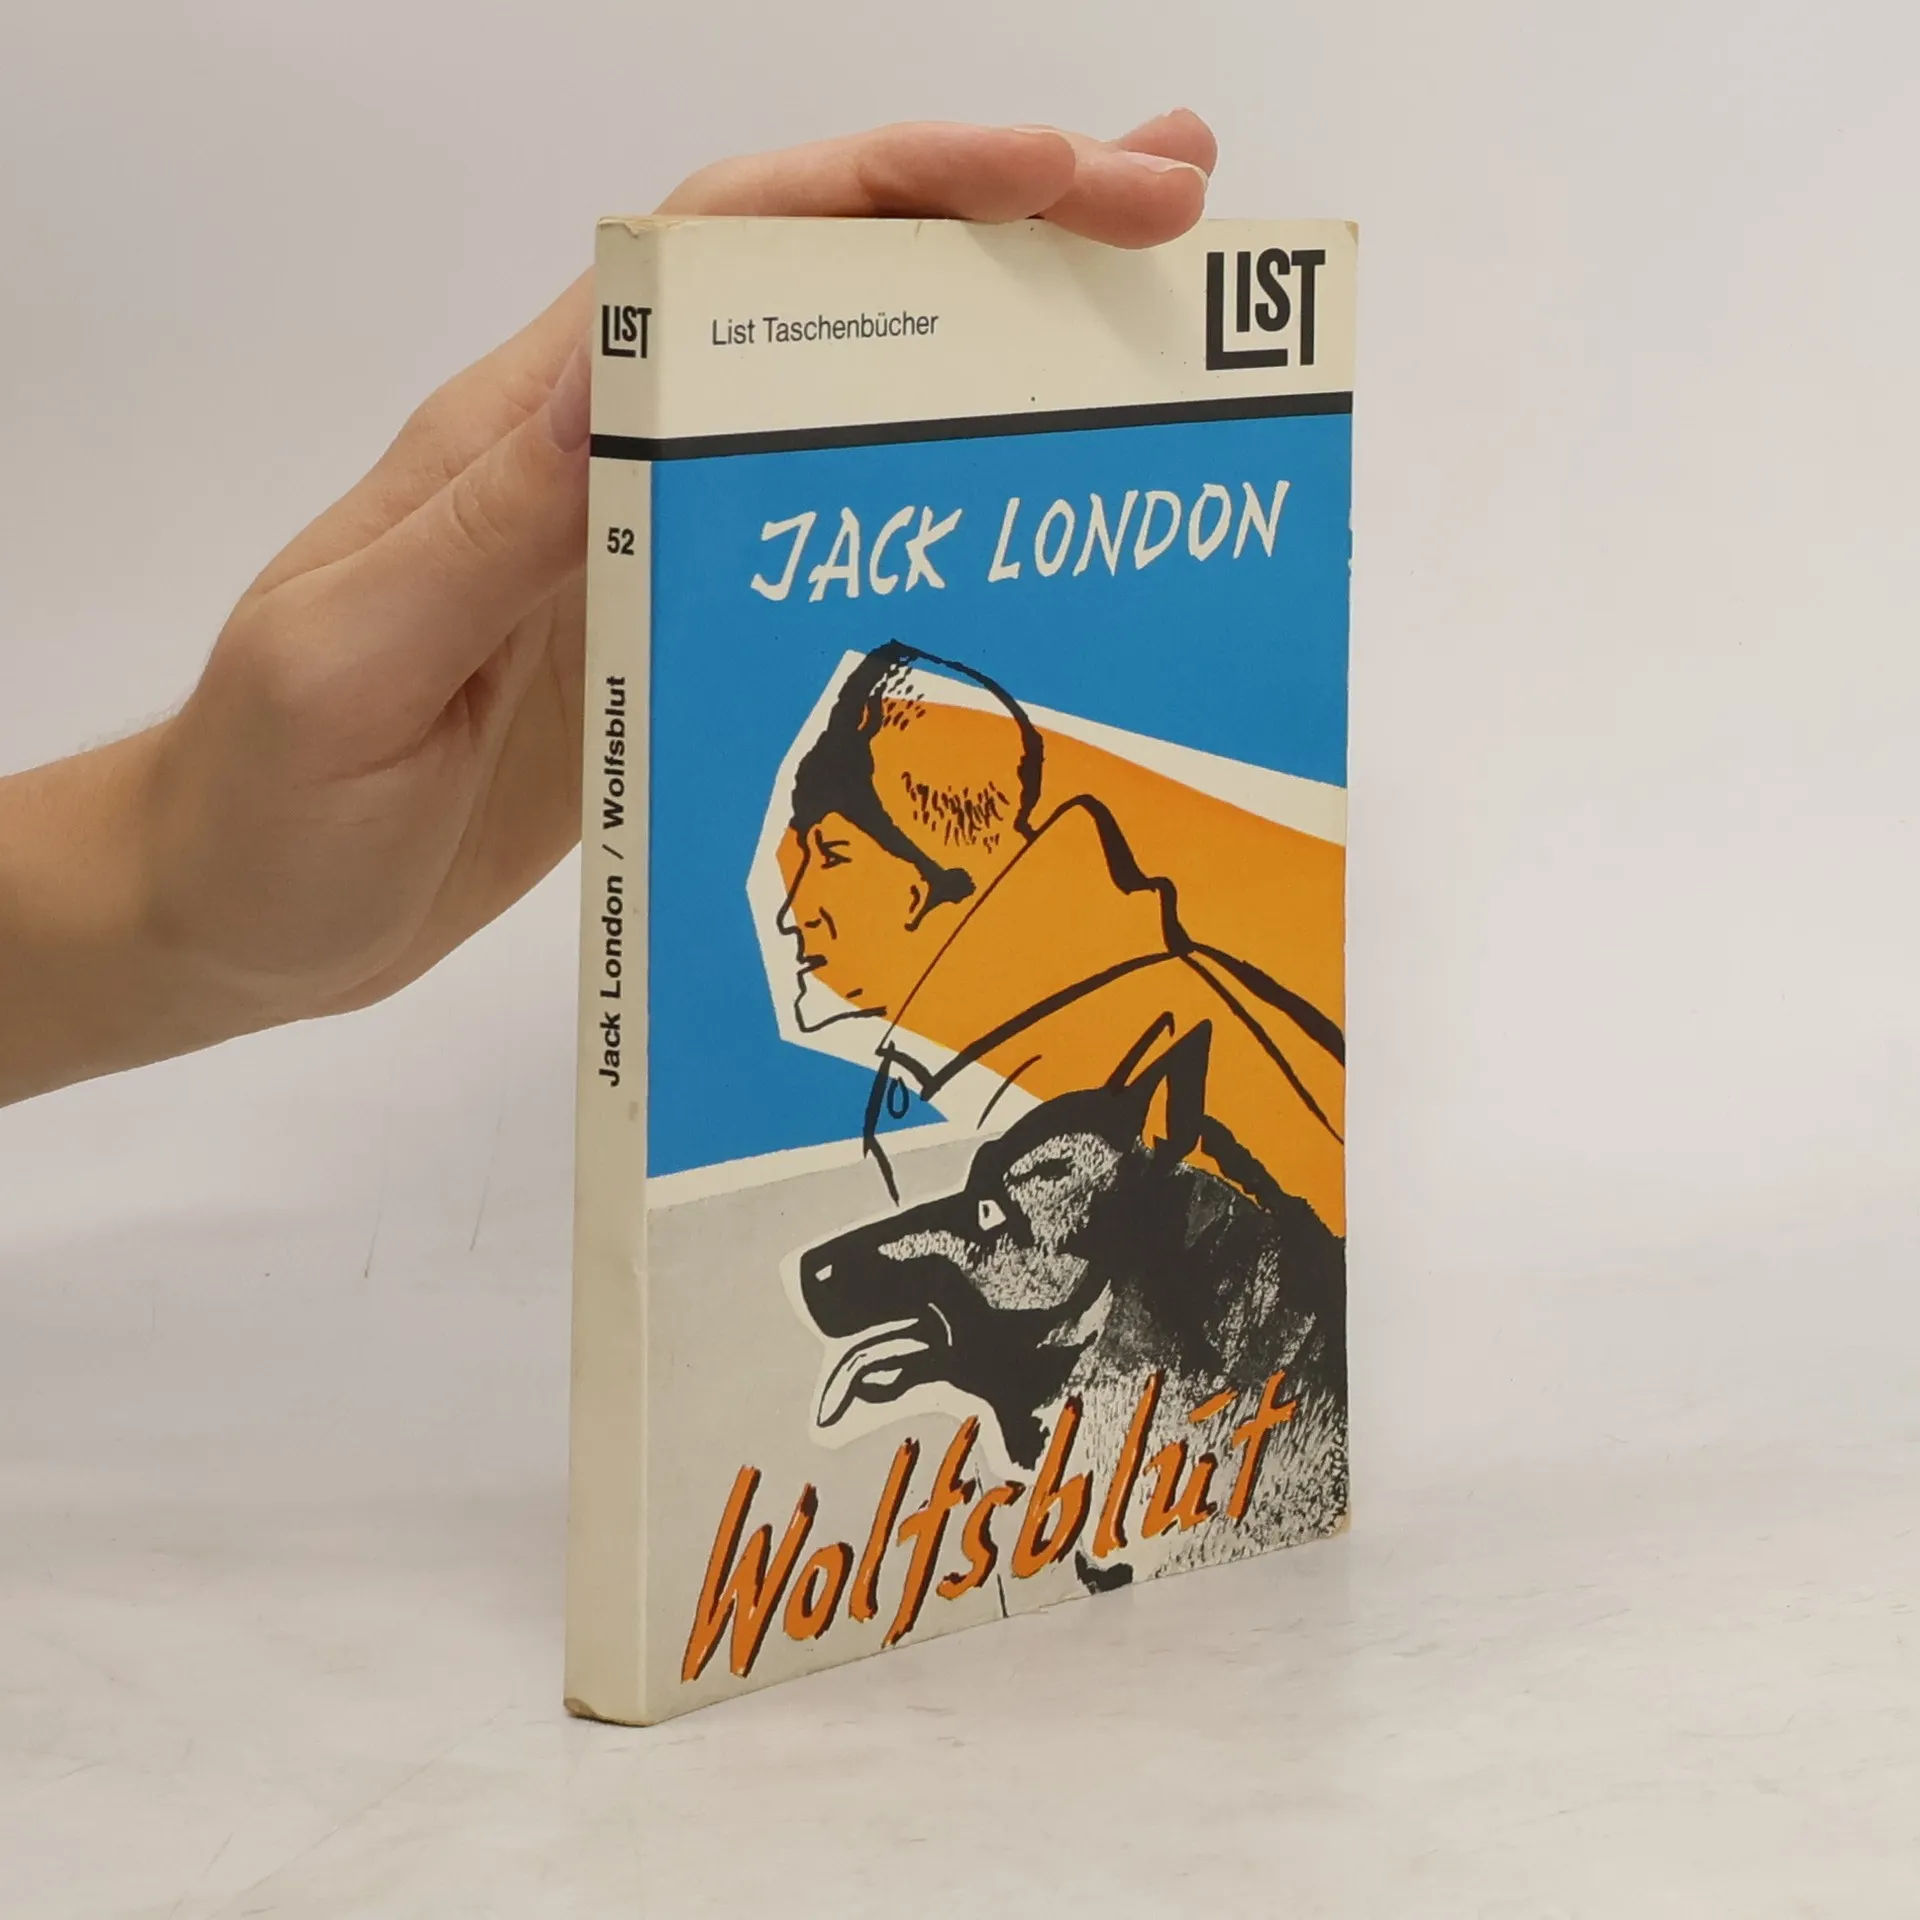 LIST
52
Jack London / Wolfsblut
List Taschenbücher
LIST
JACK LONDON
Wolfsblut